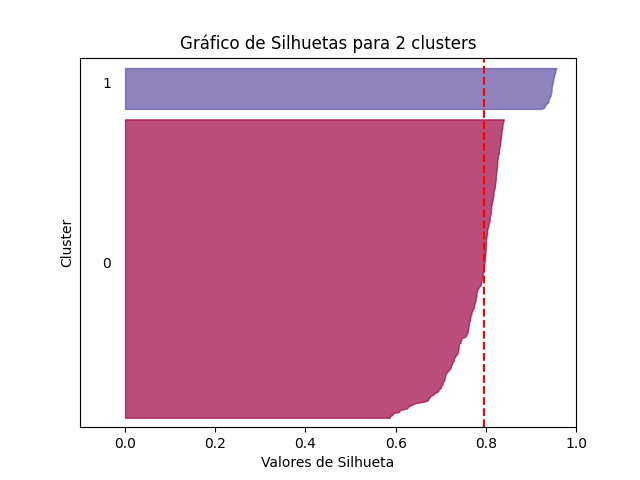 Gráfico de Silhuetas para 2 clusters
1
0
Cluster
0.0 0.2 0.4 0.6 0.8 1.0
Valores de Silhueta